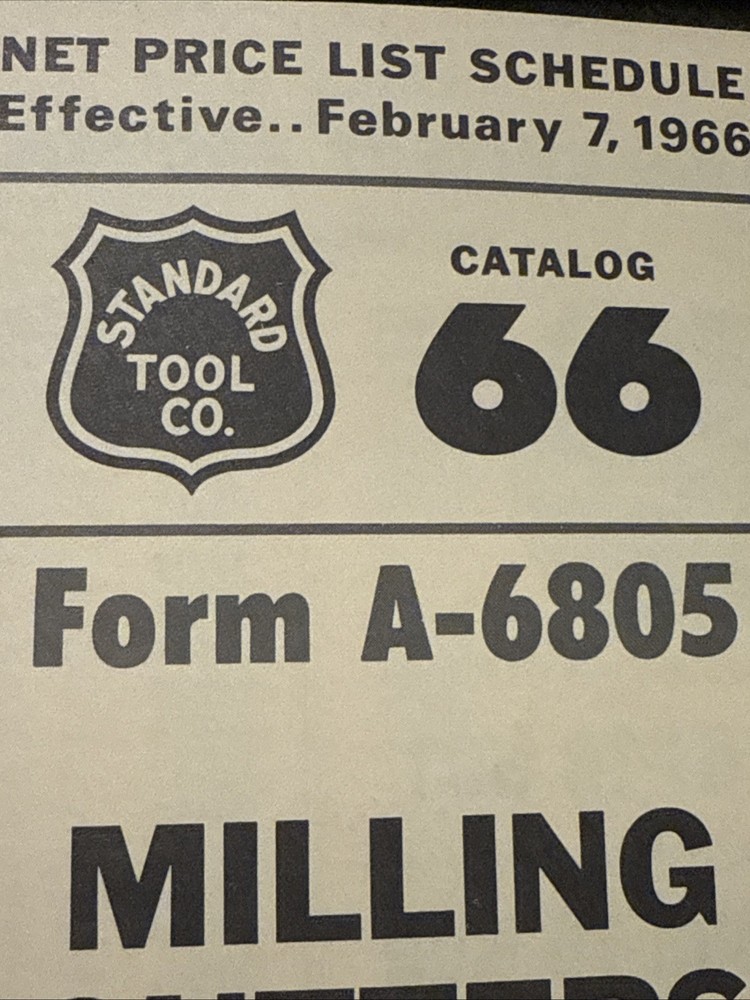 NET PRICE LIST SCHEDULE
Effective.. February 7, 1966
STANDARD
TOOL
CO.
CATALOG
66
Form A-6805
MILLING